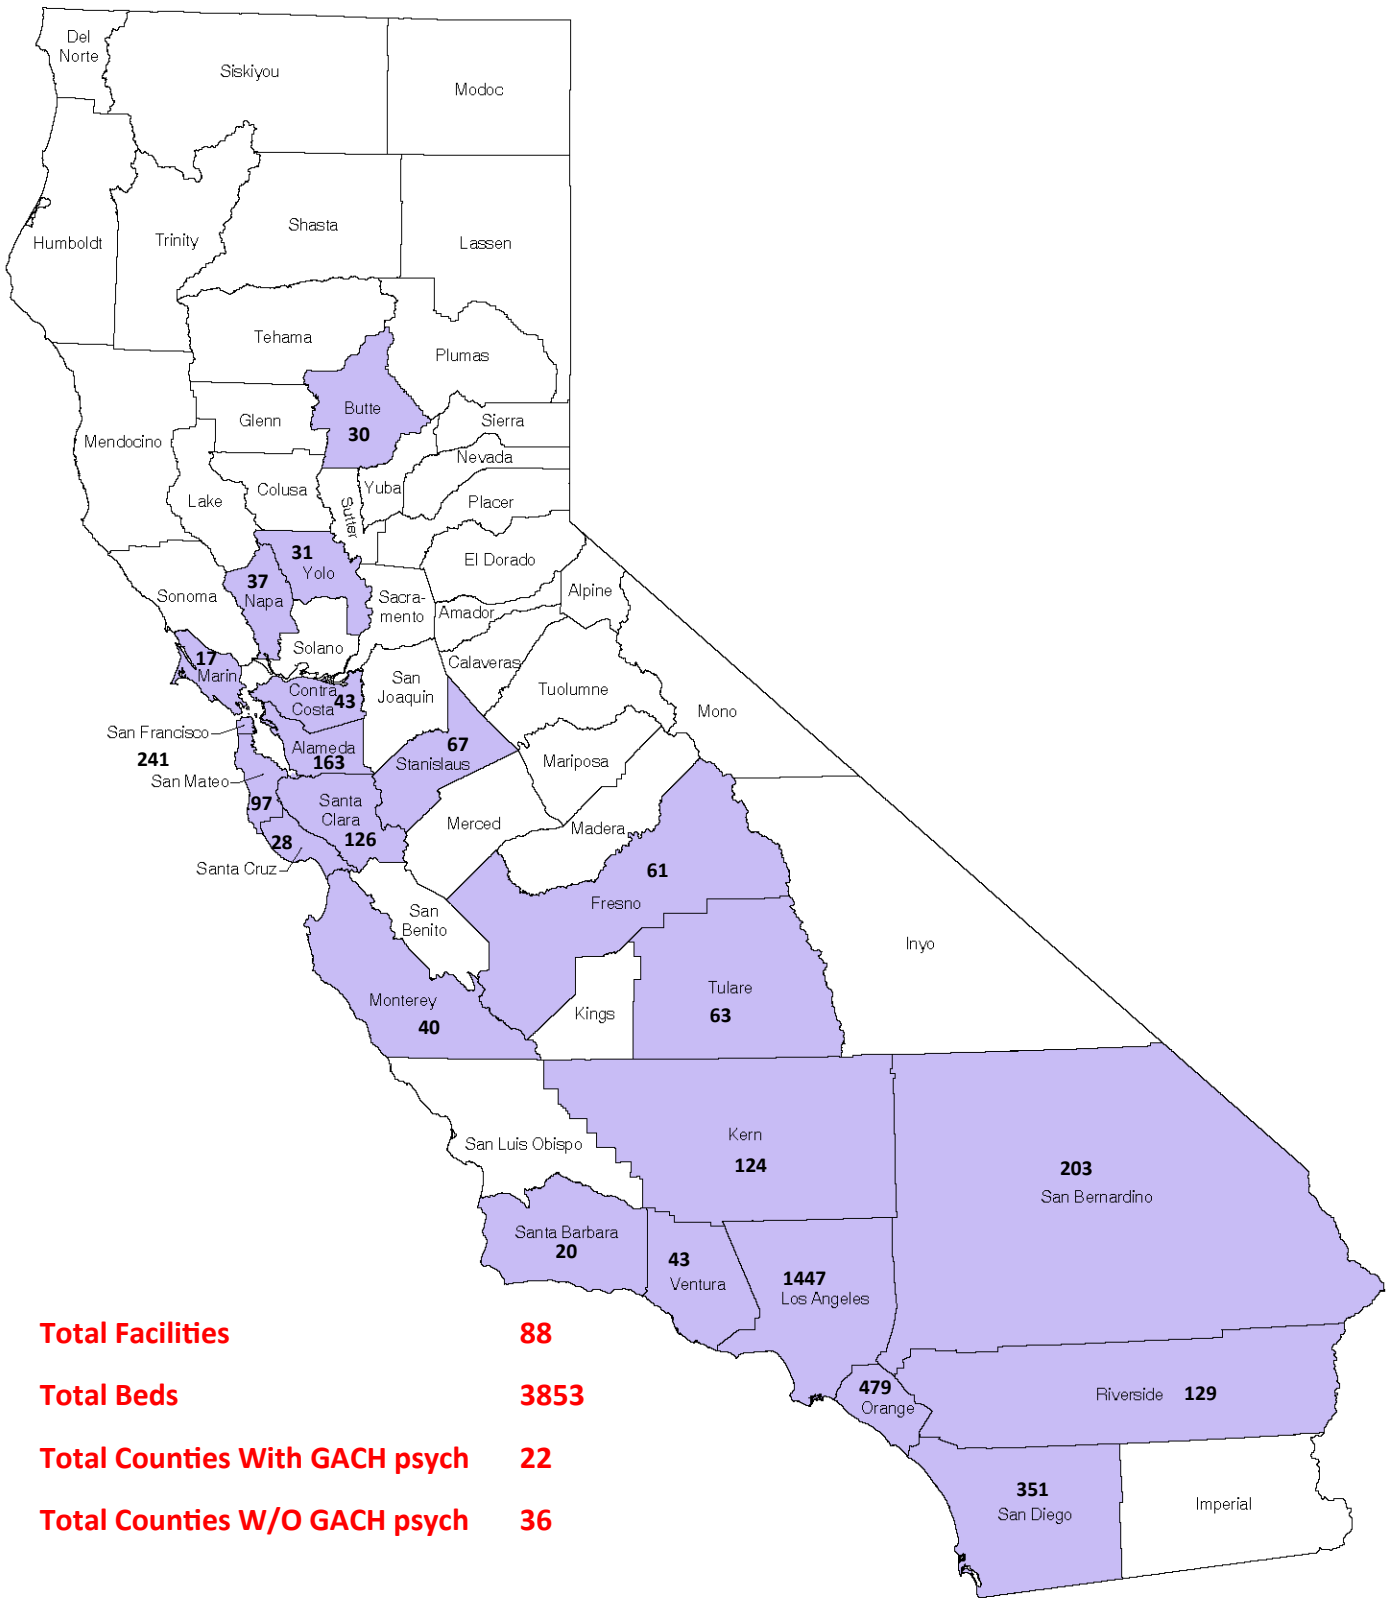 Del
Norte
Siskiyou
Modoc
Humboldt
Trinity
Shasta
Lassen
Tehama
Plumas
Butte
30
Glenn
Sierra
Mendocino
Nevada
Lake
Colusa
Sutter
Yuba
Placer
31
Yolo
El Dorado
37
Napa
Sonoma
Sacra-
mento
Amador
Alpine
Solano
17
Marin
Calaveras
San
Joaquin
Tuolumne
Contra
Costa
43
Mono
San Francisco
241
Alameda
163
67
Stanislaus
Mariposa
San Mateo
97
Santa
Clara
126
Merced
Madera
28
Santa Cruz
61
Fresno
San
Benito
Inyo
Monterey
40
Kings
Tulare
63
San Luis Obispo
Kern
124
203
San Bernardino
Santa Barbara
20
43
Ventura
1447
Los Angeles
479
Orange
Riverside 129
351
San Diego
Imperial
Total Facilities 88
Total Beds 3853
Total Counties With GACH psych 22
Total Counties W/O GACH psych 36